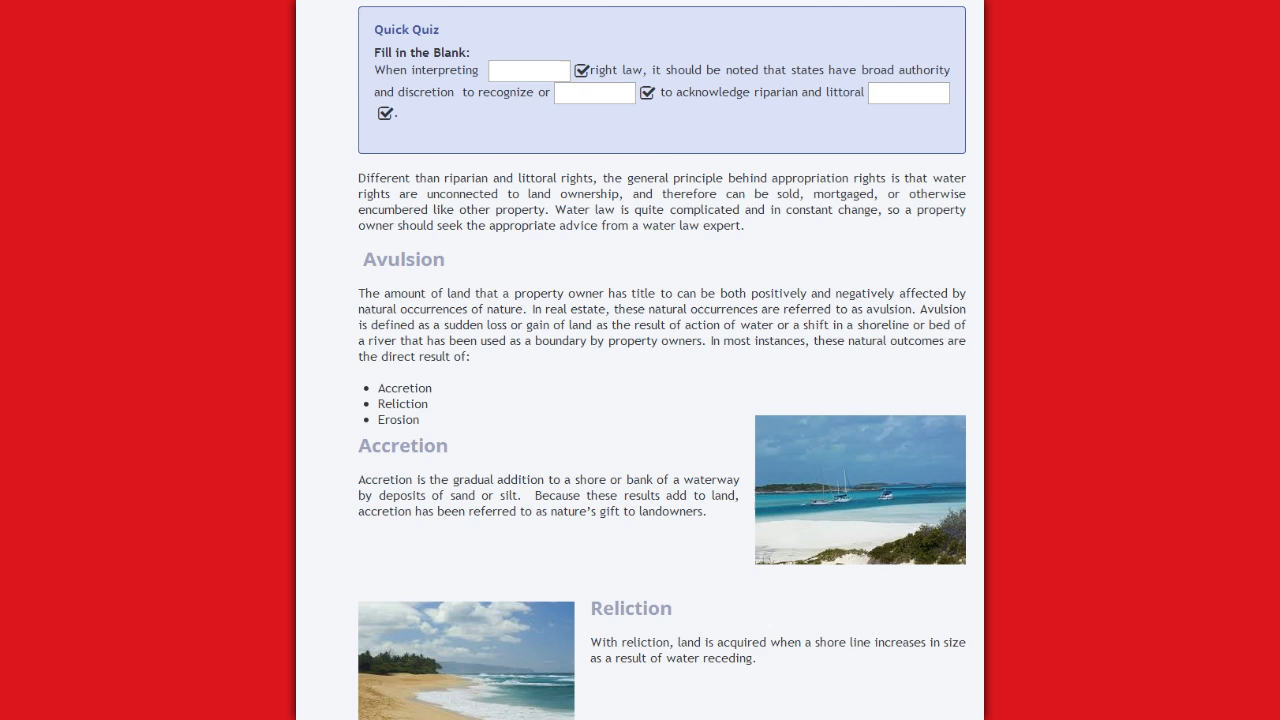 Quick Quiz
Fill in the Blank:
When interpreting right law, it should be noted that states have broad authority
and discretion to recognize or to acknowledge riparian and littoral
.
Different than riparian and littoral rights, the general principle behind appropriation rights is that water
rights are unconnected to land ownership, and therefore can be sold, mortgaged, or otherwise
encumbered like other property. Water law is quite complicated and in constant change, so a property
owner should seek the appropriate advice from a water law expert.
Avulsion
The amount of land that a property owner has title to can be both positively and negatively affected by
natural occurrences of nature. In real estate, these natural occurrences are referred to as avulsion. Avulsion
is defined as a sudden loss or gain of land as the result of action of water or a shift in a shoreline or bed of
a river that has been used as a boundary by property owners. In most instances, these natural outcomes are
the direct result of:
• Accretion
• Reliction
• Erosion
Accretion
Accretion is the gradual addition to a shore or bank of a waterway
by deposits of sand or silt. Because these results add to land,
accretion has been referred to as nature’s gift to landowners.
Reliction
With reliction, land is acquired when a shore line increases in size
as a result of water receding.